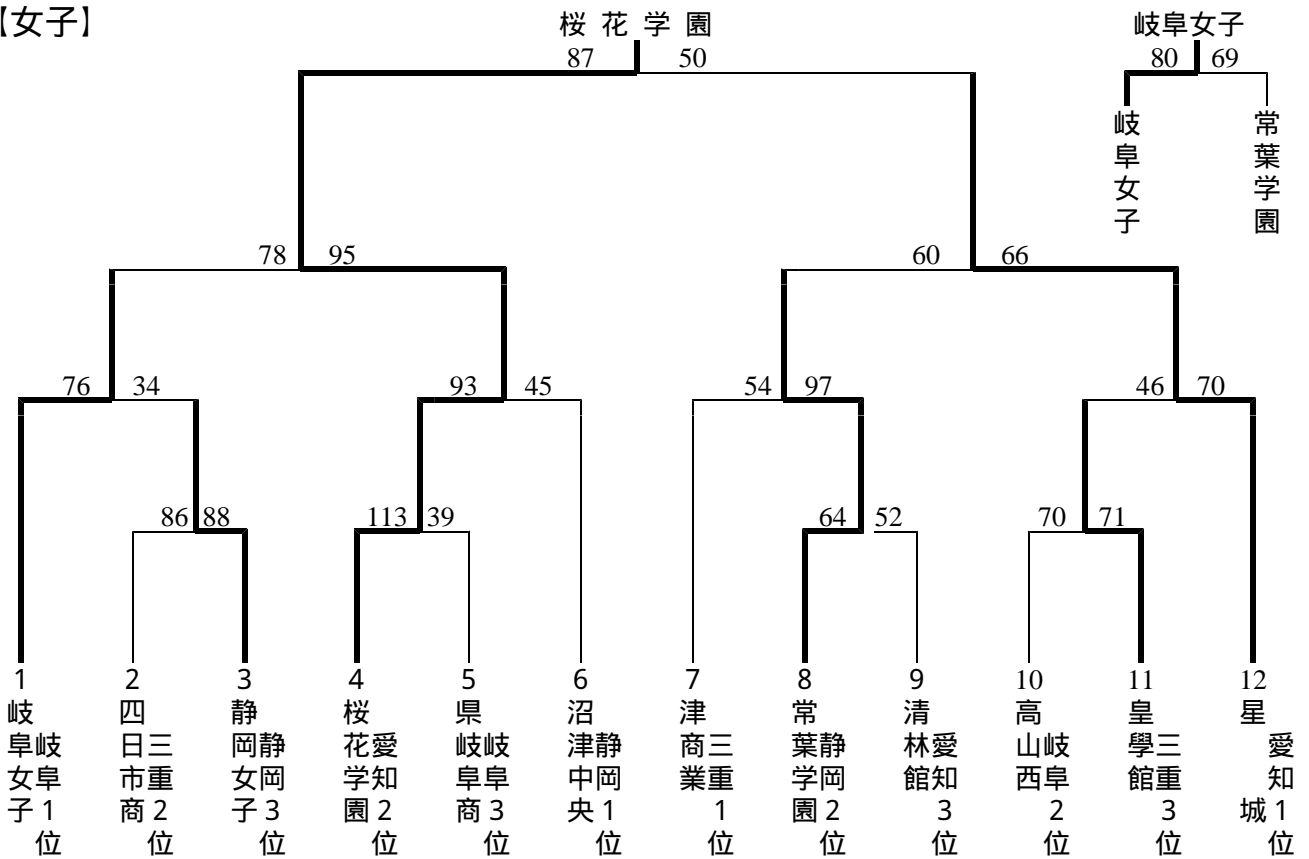 【女子】
桜花学園
87 50
岐阜女子
80 69
岐阜女子
常葉学園
78 95
60 66
76 34
93 45
54 97
46 70
86 88
113 39
64 52
70 71
1
岐阜女子
岐阜1位
2
四日市商
三重2位
3
静岡女子
静岡3位
4
桜花学園
愛知2位
5
県岐阜商
岐阜3位
6
沼津中央
静岡1位
7
津商業
三重1位
8
常葉学園
静岡2位
9
清林館
愛知3位
10
高山西
岐阜2位
11
皇學館
三重3位
12
星城
愛知1位